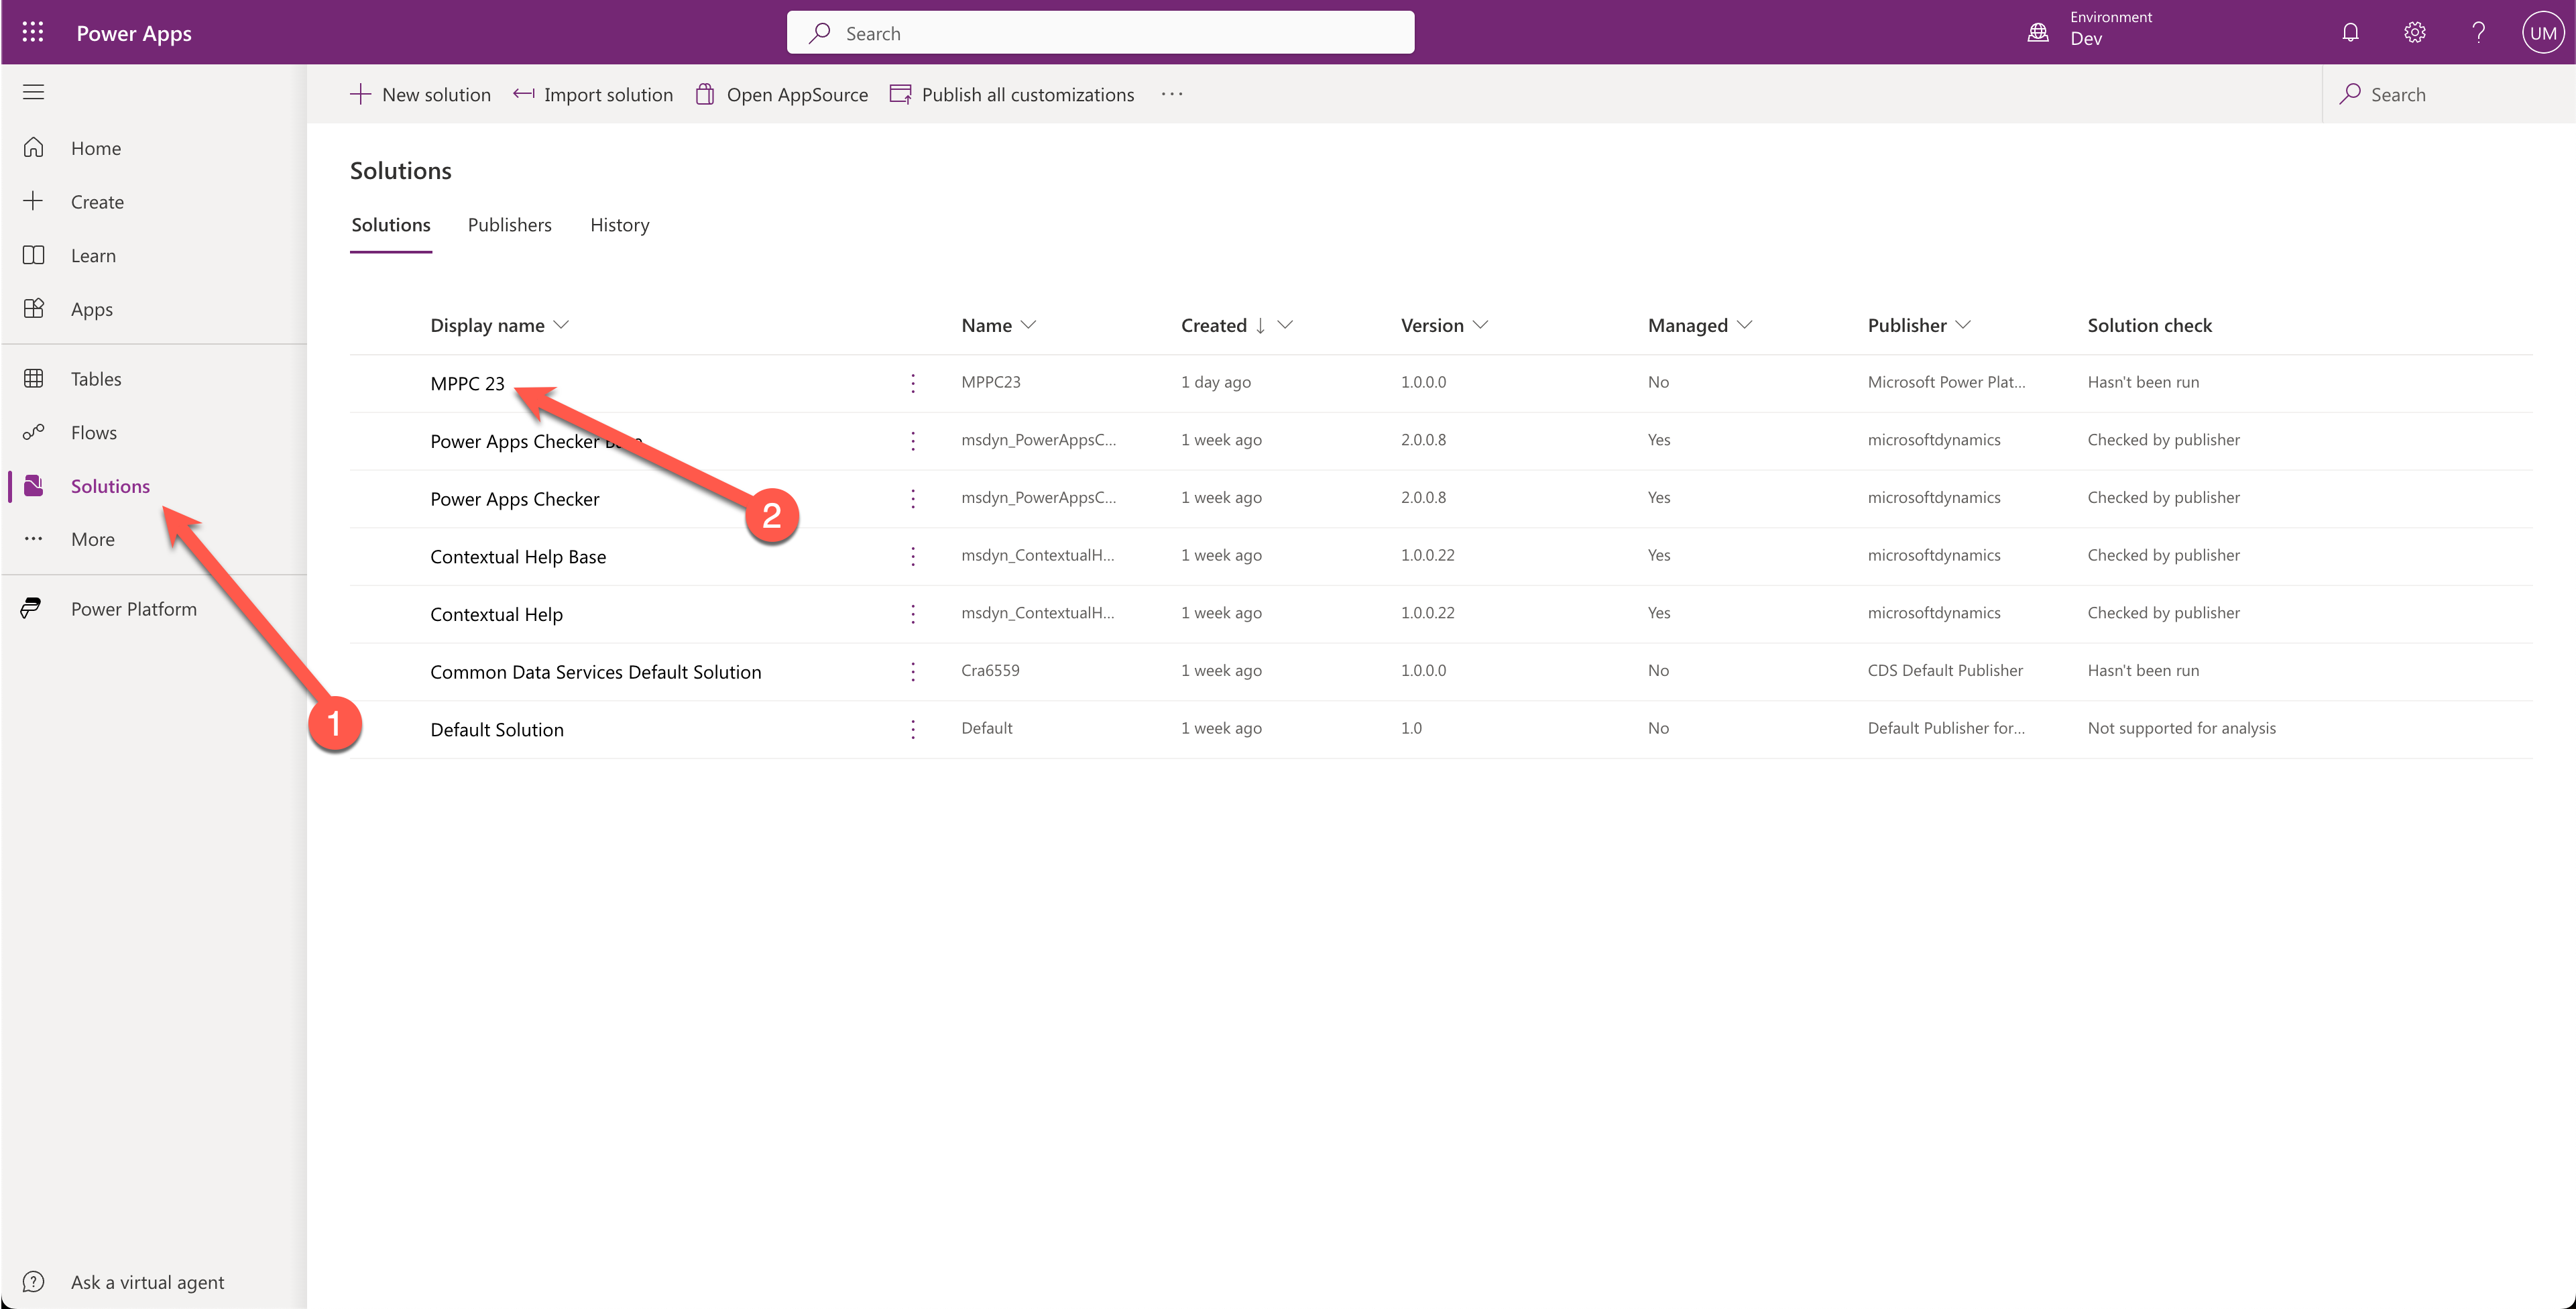 Power Apps
Search
Environment
Dev
UM
New solution
Import solution
Open AppSource
Publish all customizations
Search
Home
Create
Learn
Apps
Tables
Flows
Solutions
More
Power Platform
Ask a virtual agent
Solutions
Solutions Publishers History
Display name Name Created Version Managed Publisher Solution check
MPPC 23 MPPC23 1 day ago 1.0.0.0 No Microsoft Power Plat... Hasn't been run
Power Apps Checker MSdyn_PowerAppsC... 1 week ago 2.0.0.8 Yes microsoftdynamics Checked by publisher
Power Apps Checker msdyn_PowerAppsC... 1 week ago 2.0.0.8 Yes microsoftdynamics Checked by publisher
Contextual Help Base msdyn_ContextualH... 1 week ago 1.0.0.22 Yes microsoftdynamics Checked by publisher
Contextual Help msdyn_ContextualH... 1 week ago 1.0.0.22 Yes microsoftdynamics Checked by publisher
Common Data Services Default Solution Cra6559 1 week ago 1.0.0.0 No CDS Default Publisher Hasn't been run
Default Solution Default 1 week ago 1.0 No Default Publisher for... Not supported for analysis
1
2